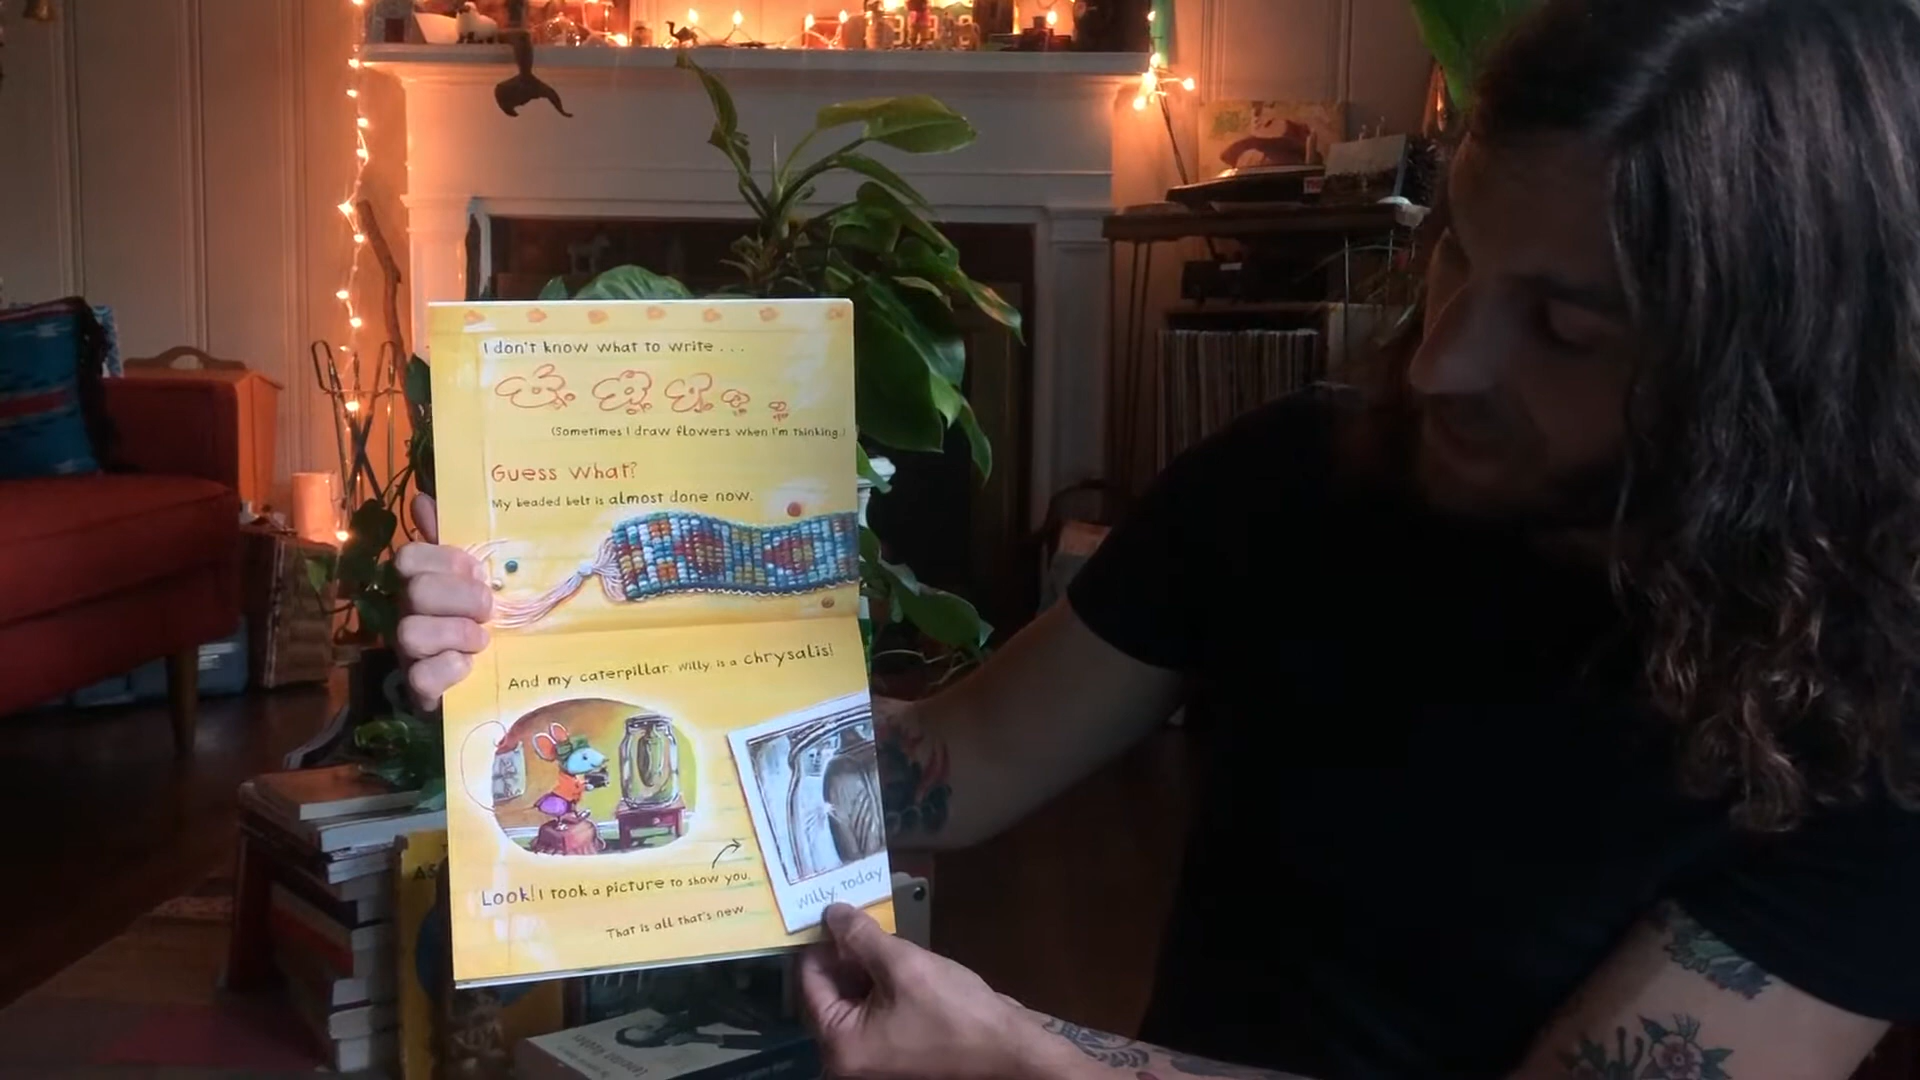 I don't know what to write . . .
(Sometimes I draw flowers when I'm thinking.)
Guess what?
My beaded belt is almost done now.
And my caterpillar, Willy, is a chrysalis!
Look! I took a picture to show you.
Willy, today
That is all that's new.